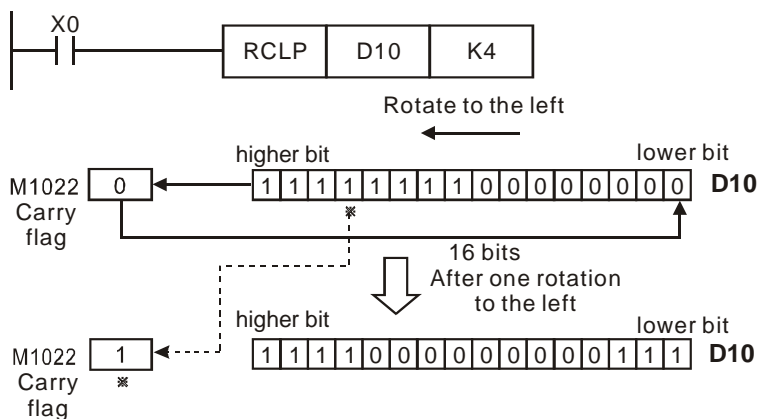 X0
RCLP D10 K4
Rotate to the left
higher bit lower bit
M1022 0 1 1 1 1 1 1 1 1 0 0 0 0 0 0 0 0 D10
Carry
flag
※
16 bits
After one rotation
to the left
higher bit lower bit
M1022 1 1 1 1 1 0 0 0 0 0 0 0 0 0 1 1 1 D10
Carry ※
flag